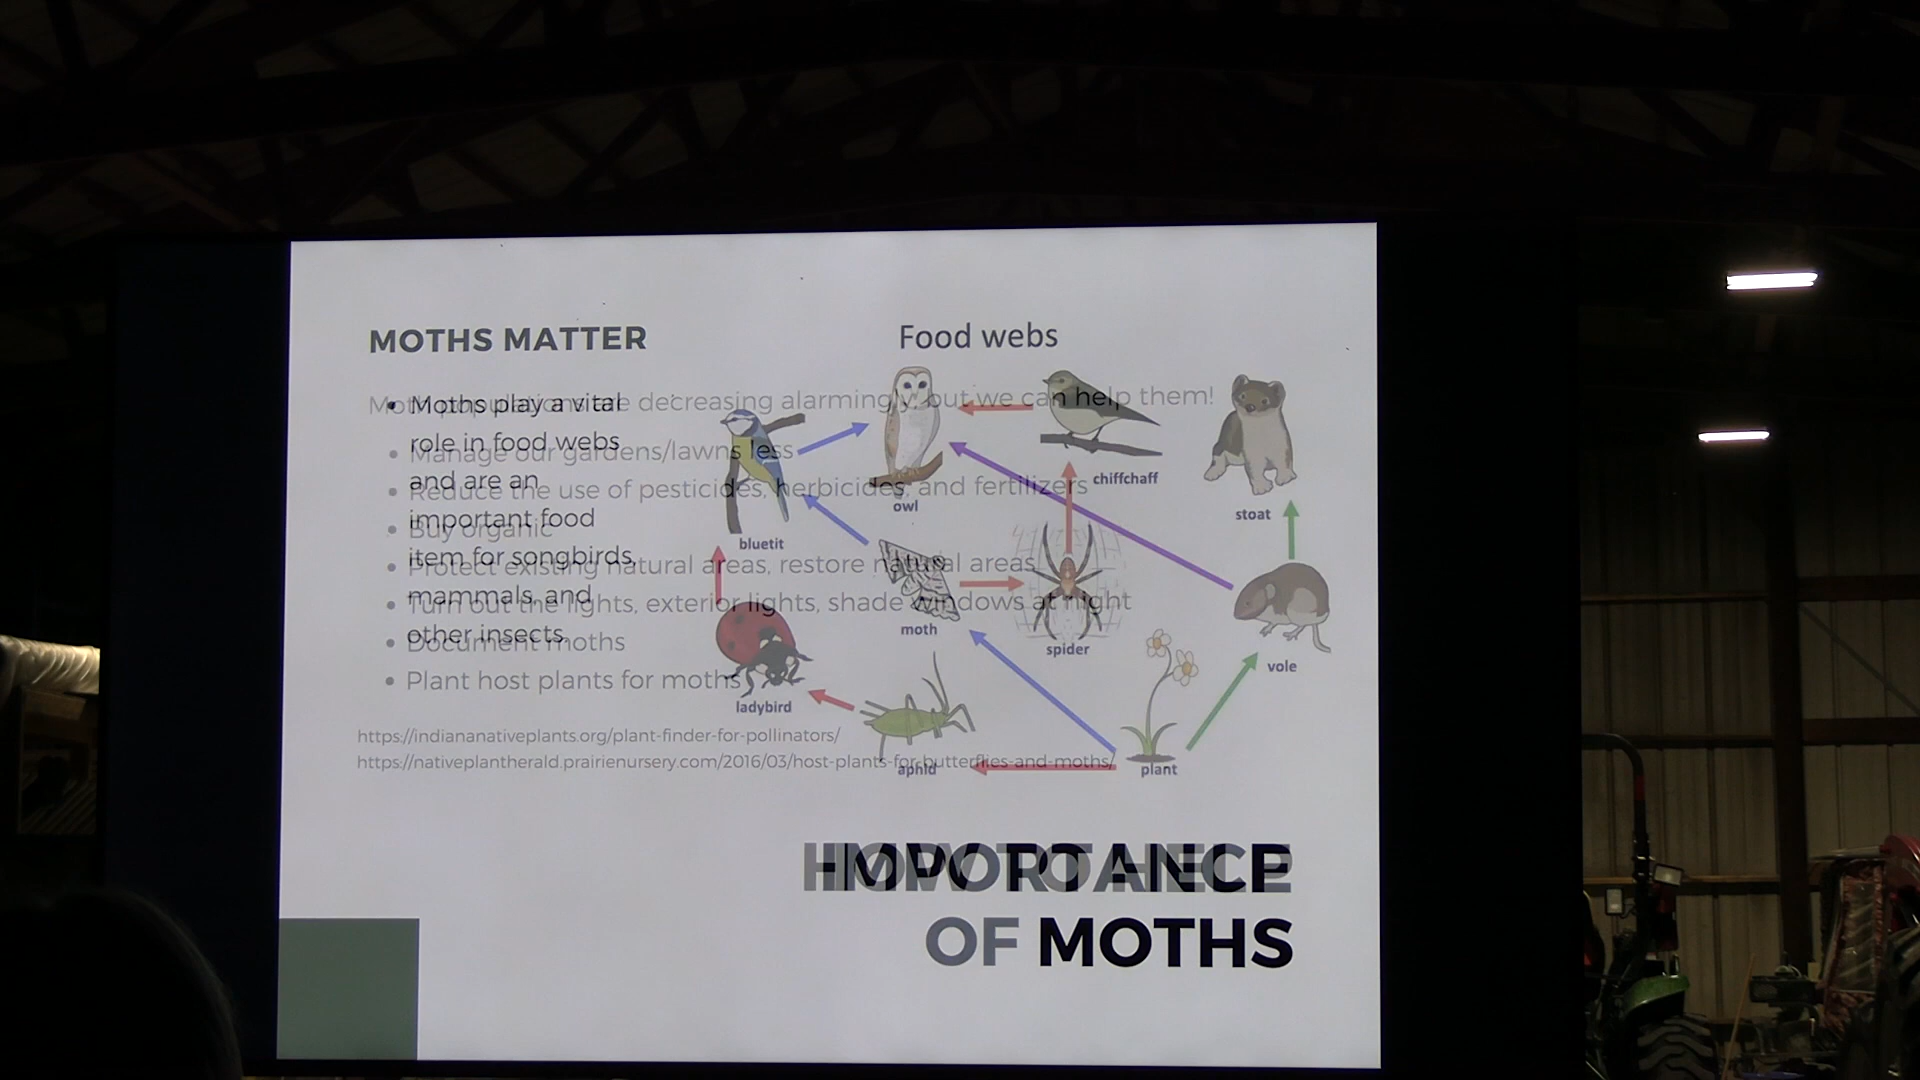 MOTHS MATTER
• Moths play a vital
role in food webs
and are an
important food
item for songbirds,
mammals, and
other insects.
Moth populations are decreasing alarmingly, but we can help them!
• Manage our gardens/lawns less
• Reduce the use of pesticides, herbicides, and fertilizers
• Buy organic
• Protect existing natural areas, restore natural areas
• Turn out the lights, exterior lights, shade windows at night
• Document moths
• Plant host plants for moths
https://indiananativeplants.org/plant-finder-for-pollinators/
https://nativeplantherald.prairienursery.com/2016/03/host-plants-for-butterflies-and-moths/
Food webs
owl
chiffchaff
stoat
bluetit
moth
spider
vole
ladybird
aphid
plant
HOW TO HELP
IMPORTANCE
OF MOTHS